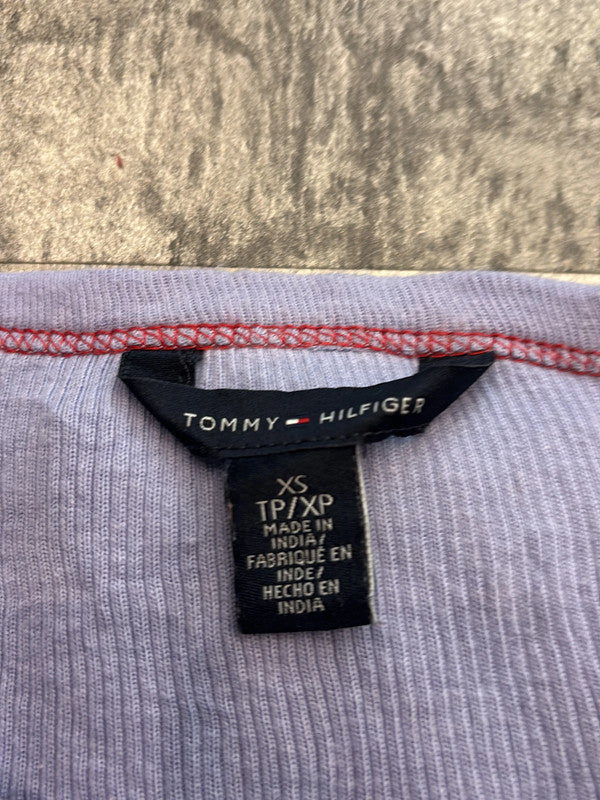 TOMMY HILFIGER
XS
TP/XP
MADE IN
INDIA/
FABRIQUÉ EN
INDE/
HECHO EN
INDIA